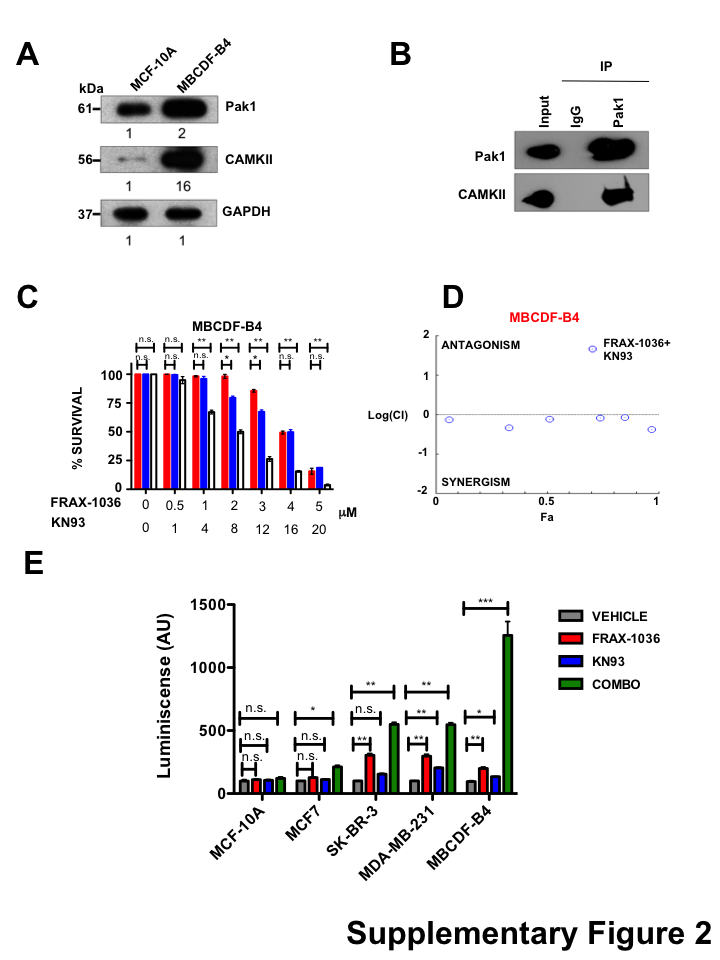 A
MCF-10A
MBCDF-B4
kDa
61
Pak1
1 2
56
CAMKII
1 16
37
GAPDH
1 1
B
IP
Input
IgG
Pak1
Pak1
CAMKII
C
MBCDF-B4
n.s. n.s. ** ** ** ** **
n.s. n.s. n.s. * * n.s. n.s.
% SURVIVAL
100
75
50
25
0
FRAX-1036 0 0.5 1 2 3 4 5
KN93 0 1 4 8 12 16 20
µM
D
MBCDF-B4
2
ANTAGONISM
FRAX-1036+
KN93
Log(CI)
0
-1
SYNERGISM
-2
0 0.5 1
Fa
E
Luminiscense (AU)
1500
1000
500
0
n.s.
n.s.
n.s.
*
n.s.
n.s.
**
n.s.
**
**
**
**
***
*
**
MCF-10A
MCF7
SK-BR-3
MDA-MB-231
MBCDF-B4
VEHICLE
FRAX-1036
KN93
COMBO
Supplementary Figure 2